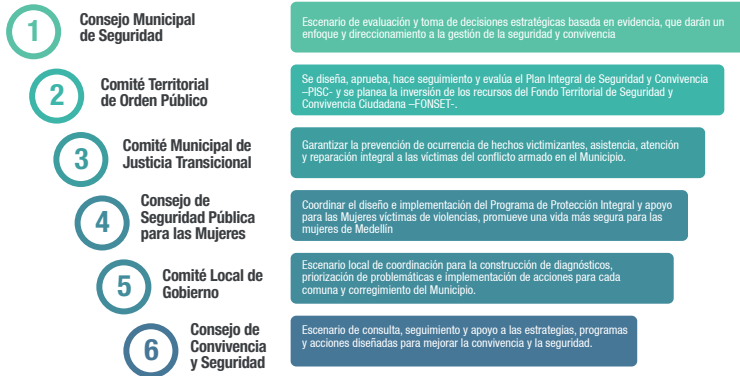 1
Consejo Municipal
de Seguridad
Escenario de evaluación y toma de decisiones estratégicas basada en evidencia, que darán un
enfoque y direccionamiento a la gestión de la seguridad y convivencia
2
Comité Territorial
de Orden Público
Se diseña, aprueba, hace seguimiento y evalúa el Plan Integral de Seguridad y Convivencia
–PISC- y se planea la inversión de los recursos del Fondo Territorial de Seguridad y
Convivencia Ciudadana –FONSET-.
3
Comité Municipal de
Justicia Transicional
Garantizar la prevención de ocurrencia de hechos victimizantes, asistencia, atención
y reparación integral a las víctimas del conflicto armado en el Municipio.
4
Consejo de
Seguridad Pública
para las Mujeres
Coordinar el diseño e implementación del Programa de Protección Integral y apoyo
para las Mujeres víctimas de violencias, promueve una vida más segura para las
mujeres de Medellín
5
Comité Local de
Gobierno
Escenario local de coordinación para la construcción de diagnósticos,
priorización de problemáticas e implementación de acciones para cada
comuna y corregimiento del Municipio.
6
Consejo de
Convivencia
y Seguridad
Escenario de consulta, seguimiento y apoyo a las estrategias, programas
y acciones diseñadas para mejorar la convivencia y la seguridad.